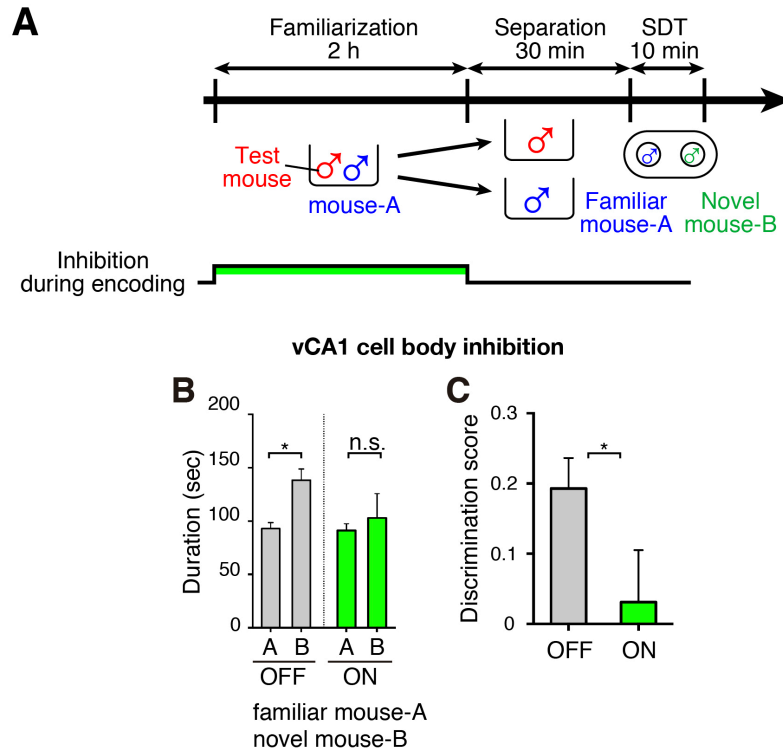 A
Familiarization
2 h
Separation
30 min
SDT
10 min
Test
mouse
mouse-A
Familiar
mouse-A
Novel
mouse-B
Inhibition
during encoding
vCA1 cell body inhibition
B
Duration (sec)
200
150
100
50
0
*
n.s.
A B A B
OFF ON
familiar mouse-A
novel mouse-B
C
Discrimination score
0.3
0.2
0.1
0
*
OFF ON